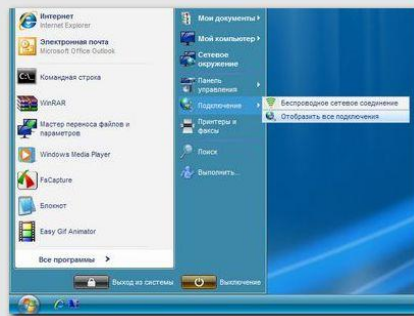 Интернет
Internet Explorer
Электронная почта
Microsoft Office Outlook
Командная строка
WinRAR
Мастер переноса файлов и
параметров
Windows Media Player
FaCapture
Блокнот
Easy Gif Animator
Все программы
Мои документы
Мой компьютер
Сетевое
окружение
Панель
управления
Подключение
Принтеры и
факсы
Поиск
Выполнить...
Беспроводное сетевое соединение
Отобразить все подключения
Выход из системы
Выключение